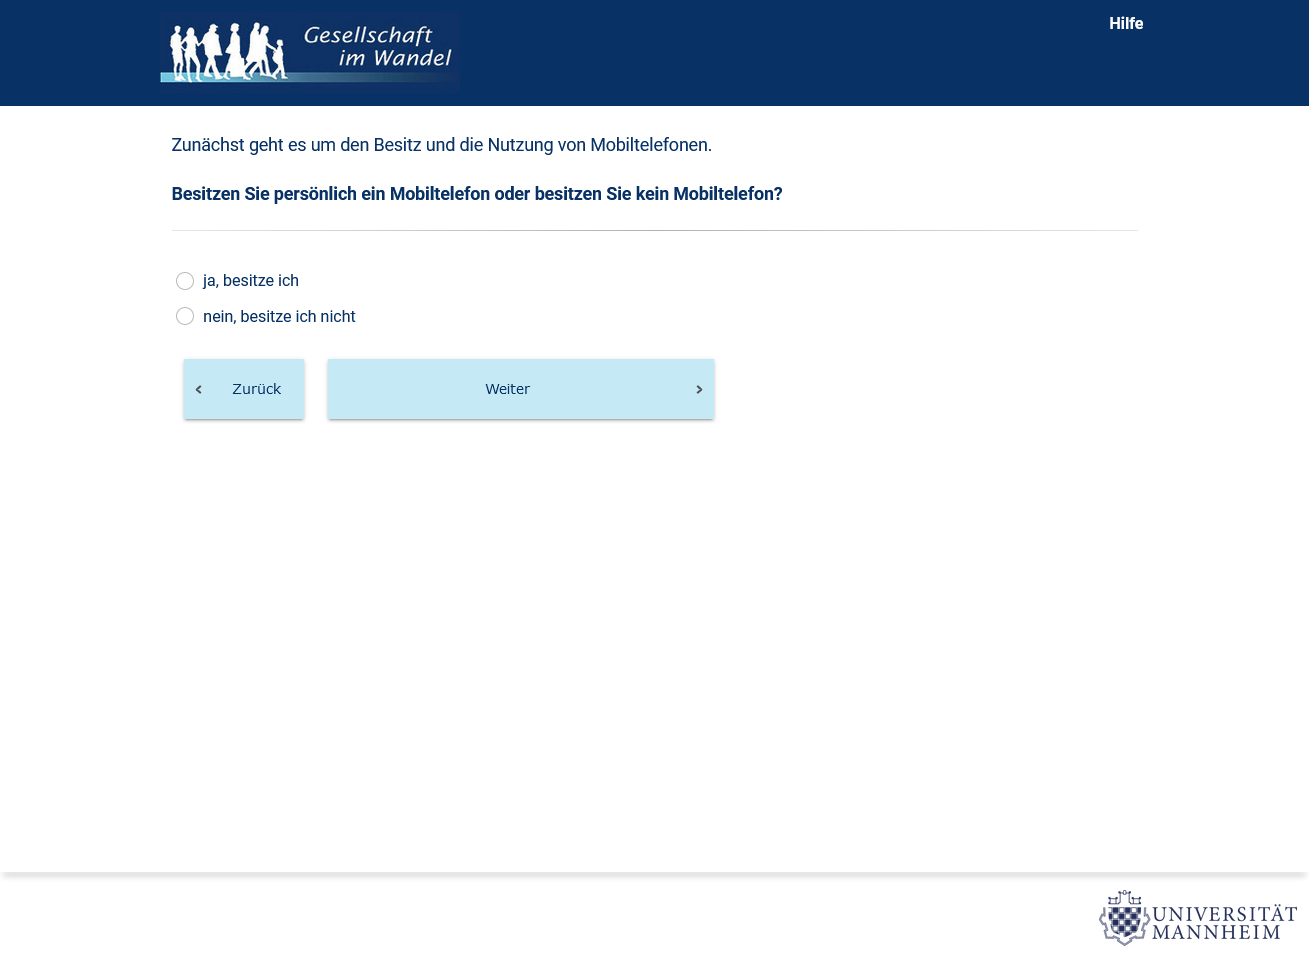 Gesellschaft
im Wandel
Hilfe
Zunächst geht es um den Besitz und die Nutzung von Mobiltelefonen.
Besitzen Sie persönlich ein Mobiltelefon oder besitzen Sie kein Mobiltelefon?
ja, besitze ich
nein, besitze ich nicht
Zurück
Weiter
UNIVERSITÄT
MANNHEIM